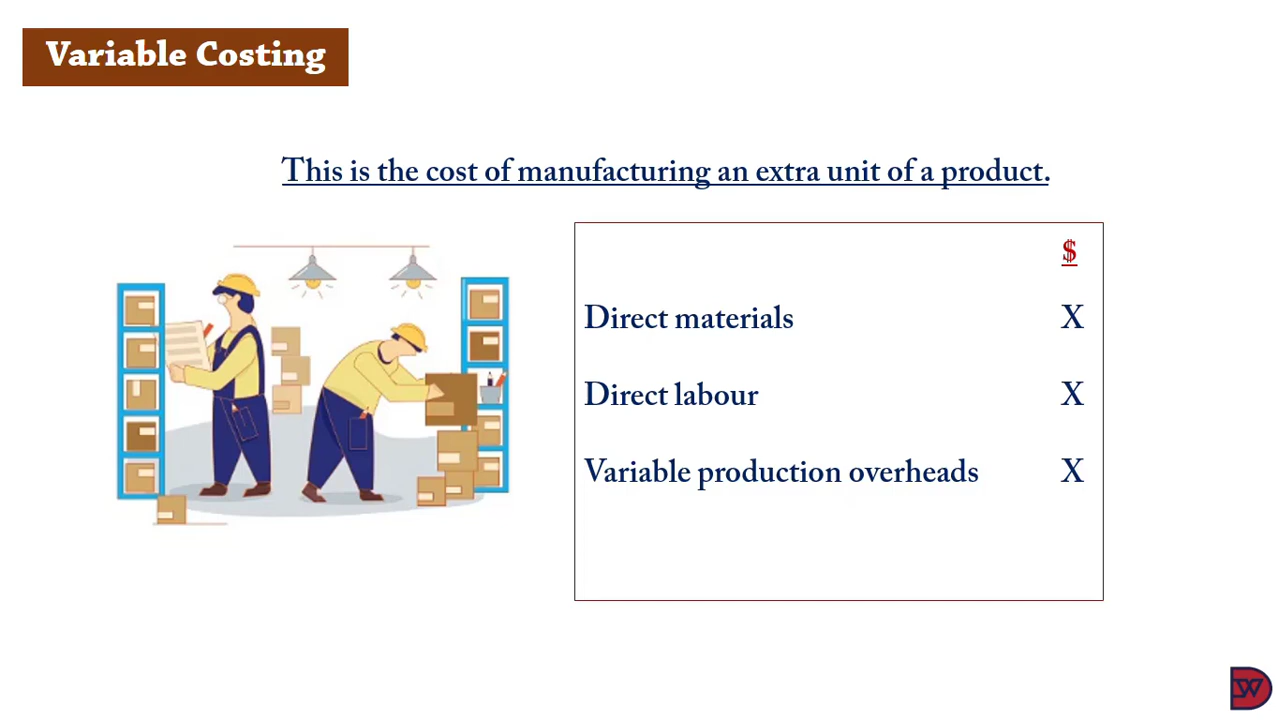 Variable Costing
This is the cost of manufacturing an extra unit of a product.
$
Direct materials X
Direct labour X
Variable production overheads X
DW